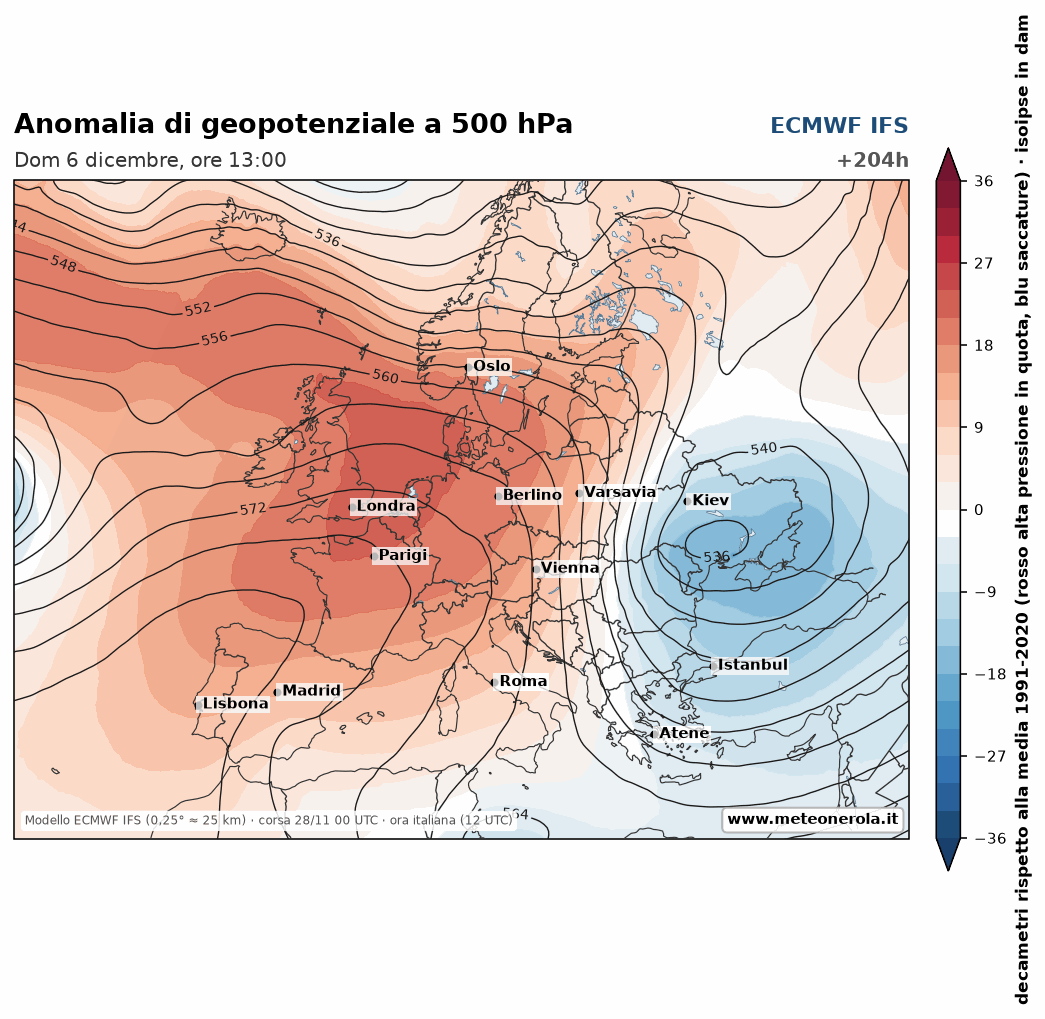 Anomalia di geopotenziale a 500 hPa
ECMWF IFS
Dom 6 dicembre, ore 13:00
+204h
536
548
552
556
560
Oslo
540
572
Londra
Berlino
Varsavia
Kiev
536
Parigi
Vienna
Istanbul
Roma
Madrid
Lisbona
Atene
564
Modello ECMWF IFS (0,25° ≈ 25 km) · corsa 28/11 00 UTC · ora italiana (12 UTC)
www.meteonerola.it
36
27
18
9
0
−9
−18
−27
−36
decametri rispetto alla media 1991-2020 (rosso alta pressione in quota, blu saccature) · isoipse in dam